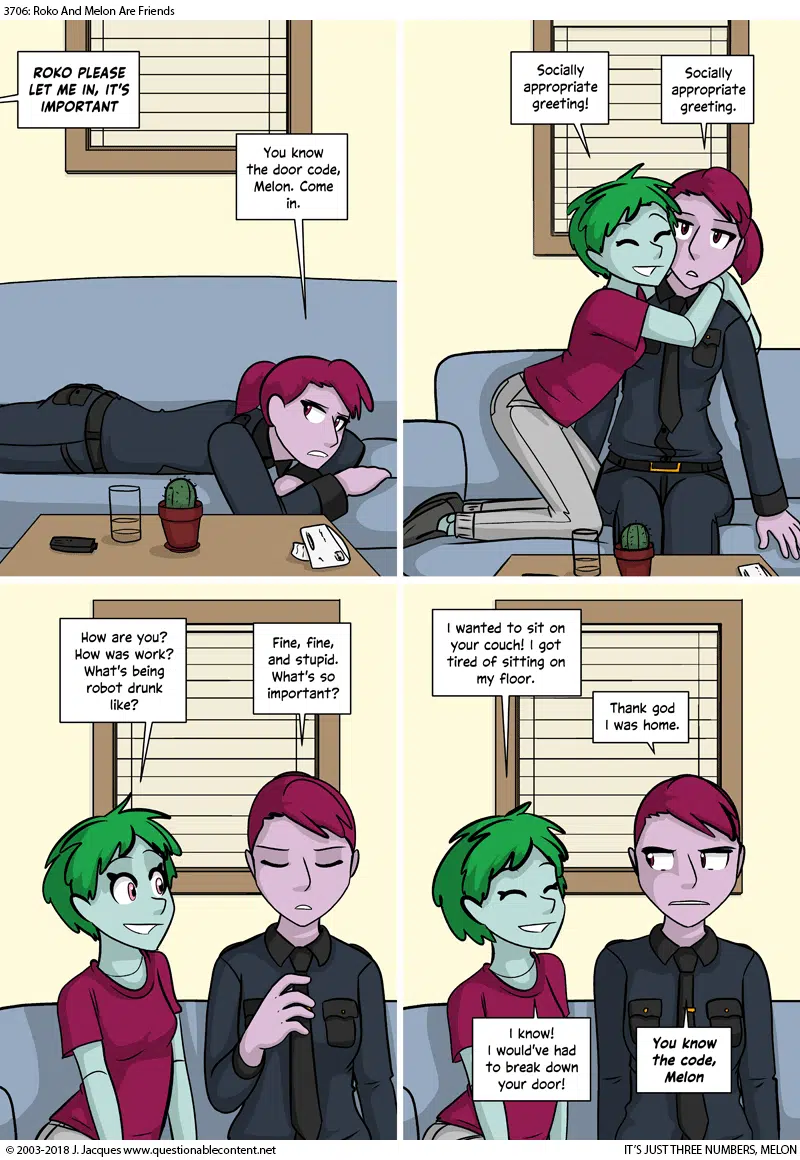 3706: Roko And Melon Are Friends
ROKO PLEASE
LET ME IN, IT'S
IMPORTANT
You know
the door code,
Melon. Come
in.
Socially
appropriate
greeting!
Socially
appropriate
greeting.
How are you?
How was work?
What's being
robot drunk
like?
Fine, fine,
and stupid.
What's so
important?
I wanted to sit on
your couch! I got
tired of sitting on
my floor.
Thank god
I was home.
I know!
I would've had
to break down
your door!
You know
the code,
Melon
© 2003-2018 J. Jacques www.questionablecontent.net
IT'S JUST THREE NUMBERS, MELON